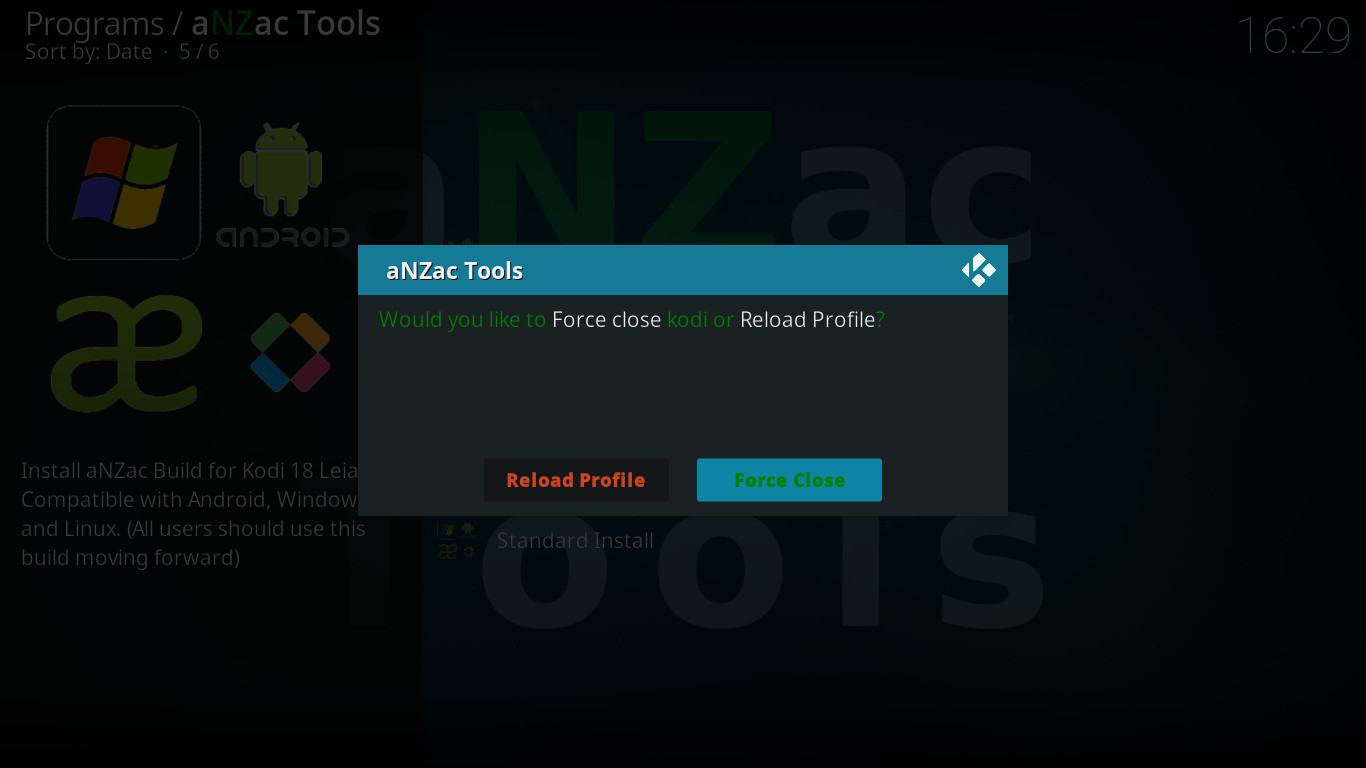 Programs / aNZac Tools
Sort by: Date · 5 / 6
16:29
aNZac
ANDROID
aNZac Tools
Would you like to Force close kodi or Reload Profile?
Reload Profile
Force Close
æ
Install aNZac Build for Kodi 18 Leia
Compatible with Android, Window
and Linux. (All users should use this
build moving forward)
Standard Install
Tools